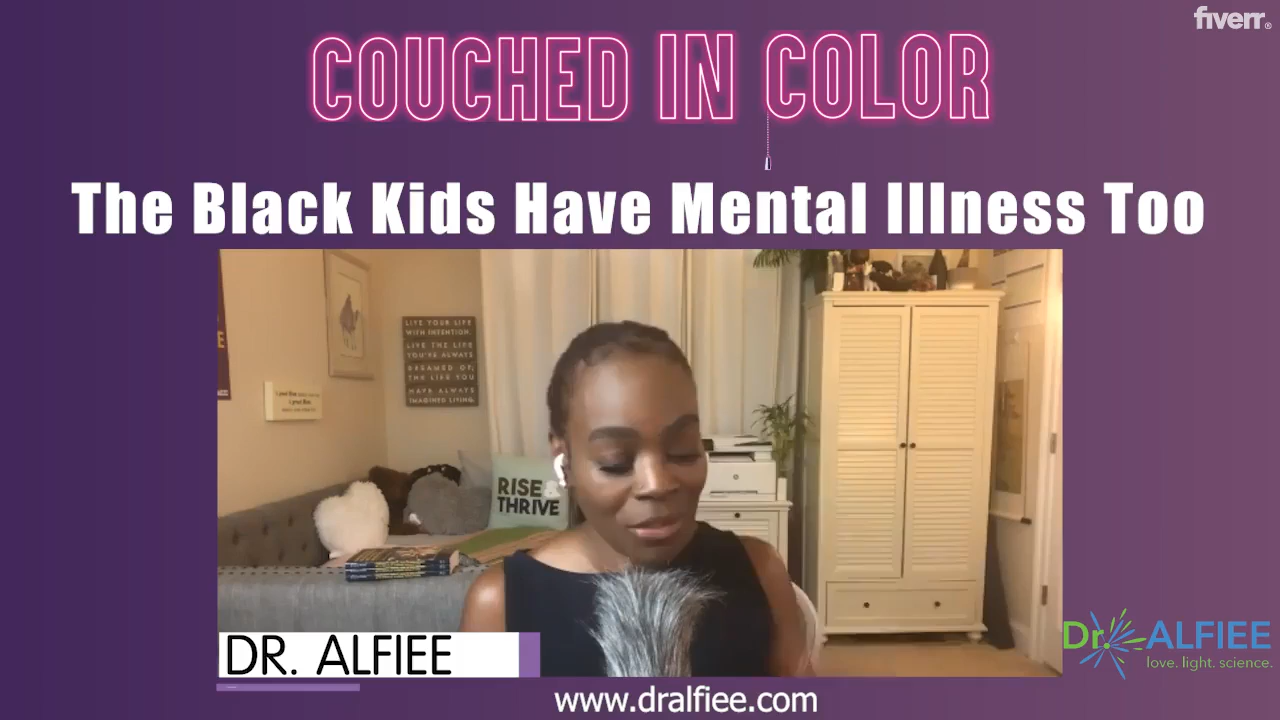 fiverr®
COUCHED IN COLOR
The Black Kids Have Mental Illness Too
LIVE YOUR LIFE
WITH INTENTION.
LIVE THE LIFE
YOU'VE ALWAYS
DREAMED OF;
THE LIFE YOU
HAVE ALWAYS
IMAGINED LIVING.
RISE &
THRIVE
DR. ALFIEE
Dr. ALFIEE
love. light. science.
www.dralfiee.com